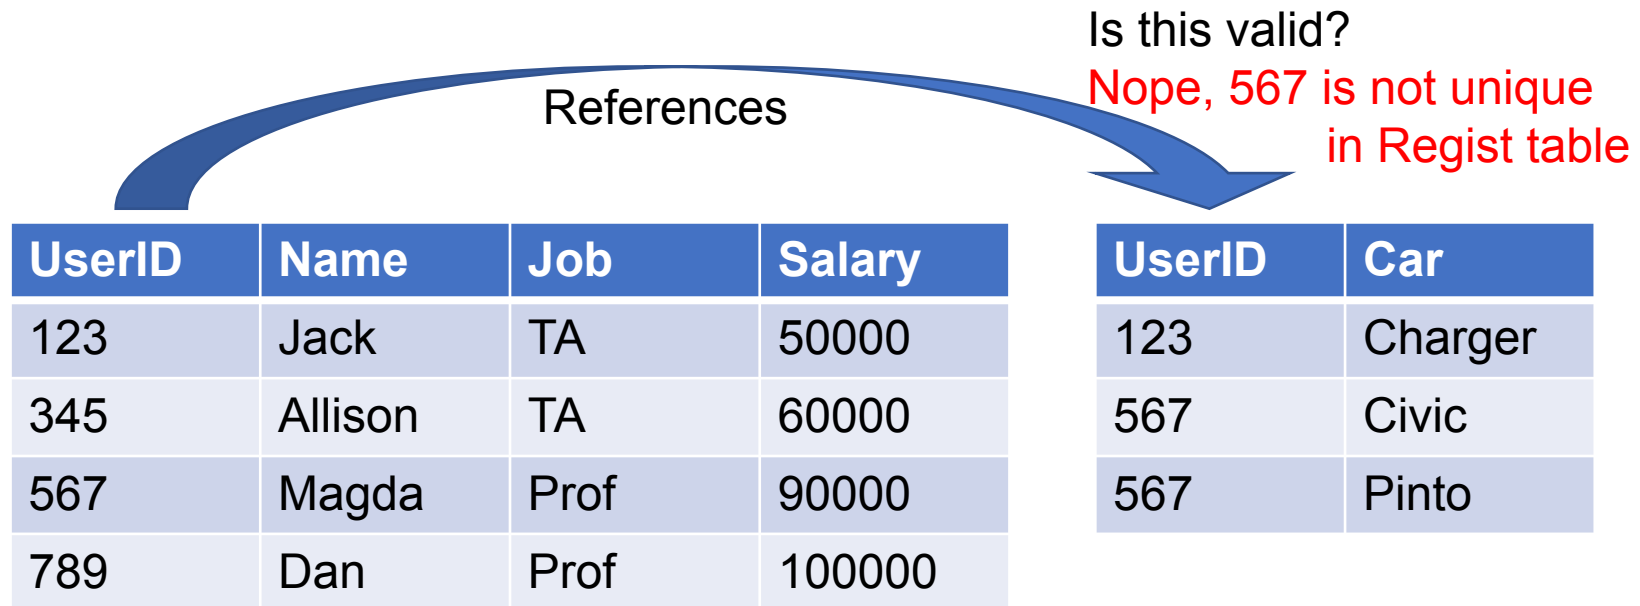 Is this valid?
Nope, 567 is not unique
in Regist table
References
UserID Name Job Salary
123 Jack TA 50000
345 Allison TA 60000
567 Magda Prof 90000
789 Dan Prof 100000
UserID Car
123 Charger
567 Civic
567 Pinto